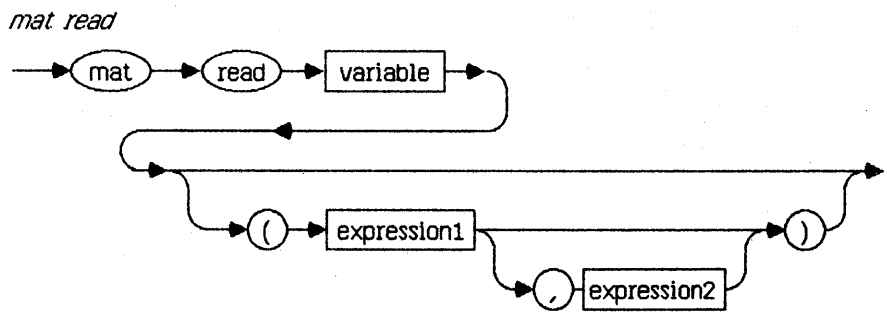 mat read
mat read variable
( expression1 )
, expression2